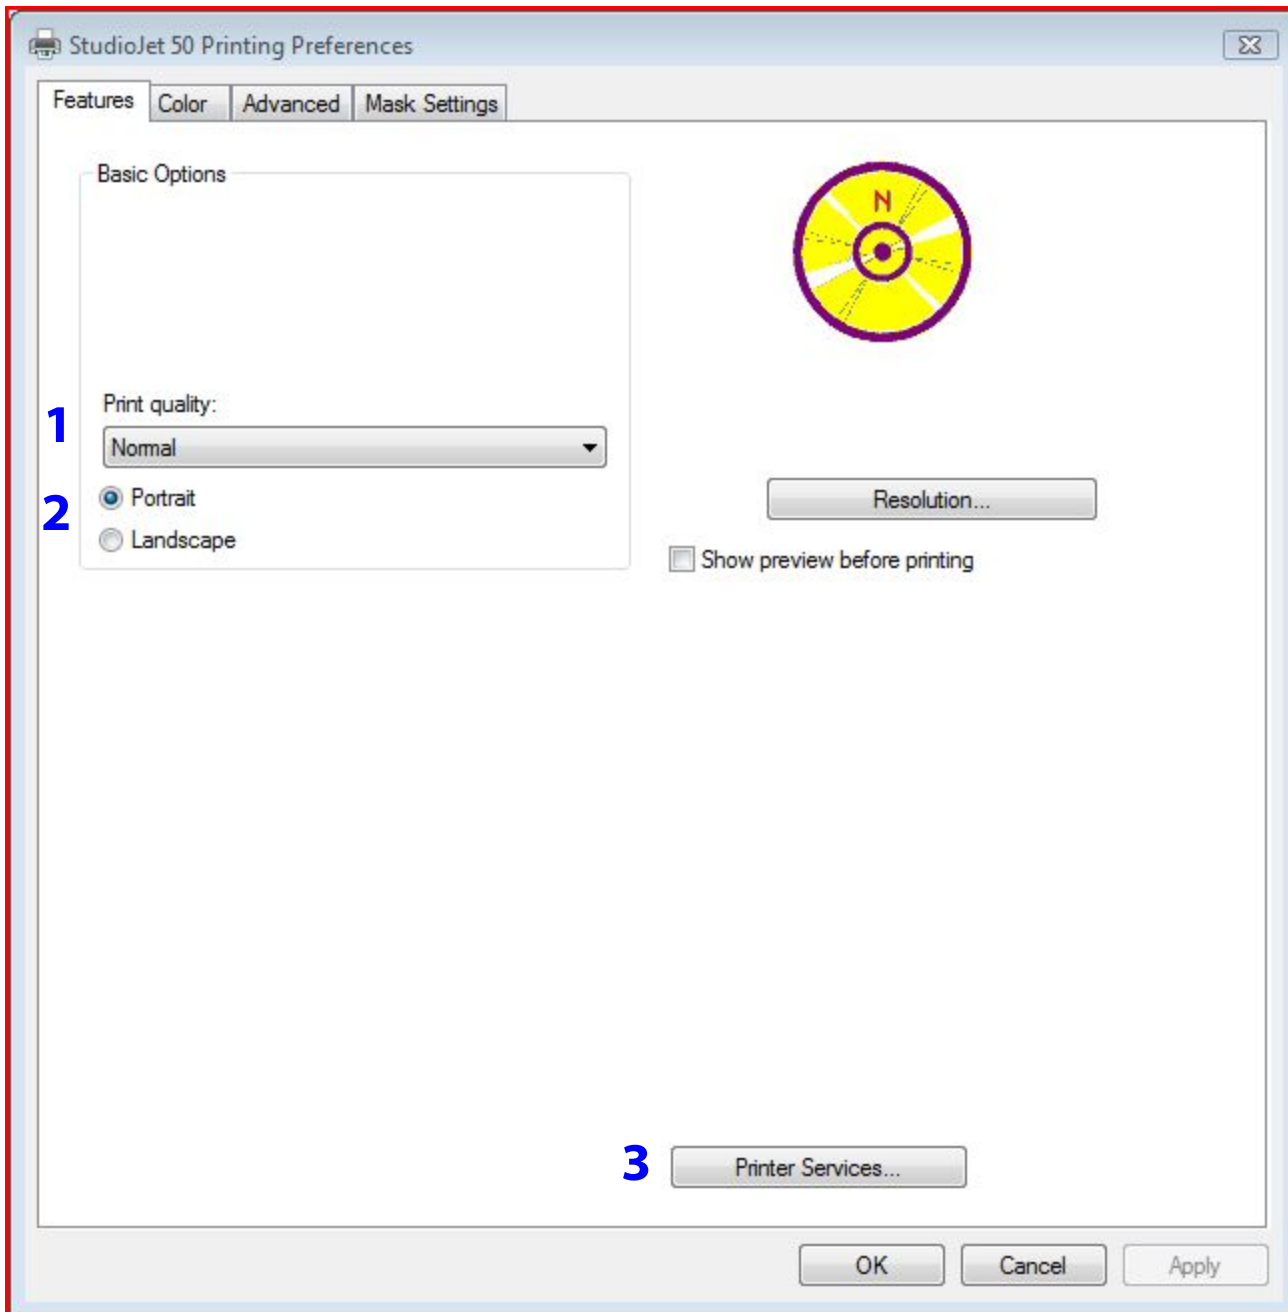 StudioJet 50 Printing Preferences
Features Color Advanced Mask Settings
Basic Options
N
Print quality:
1
Normal
2
Portrait
Landscape
Resolution...
Show preview before printing
3
Printer Services...
OK Cancel Apply